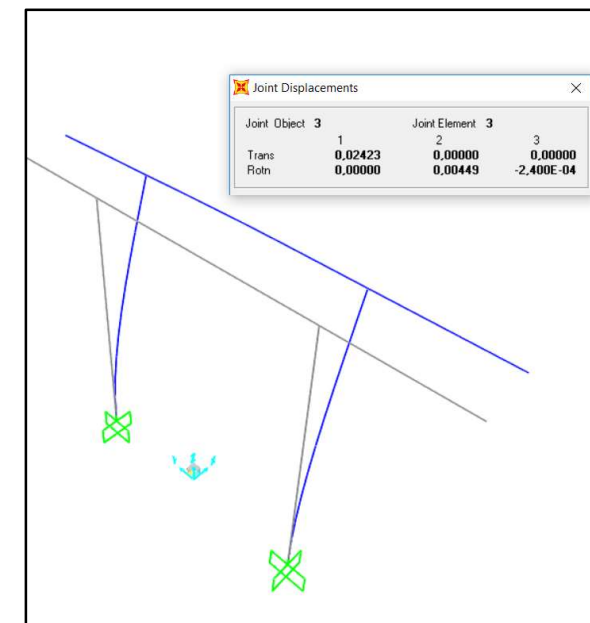 Joint Displacements
Joint Object 3 Joint Element 3
1 2 3
Trans 0,02423 0,00000 0,00000
Rotn 0,00000 0,00449 -2,400E-04